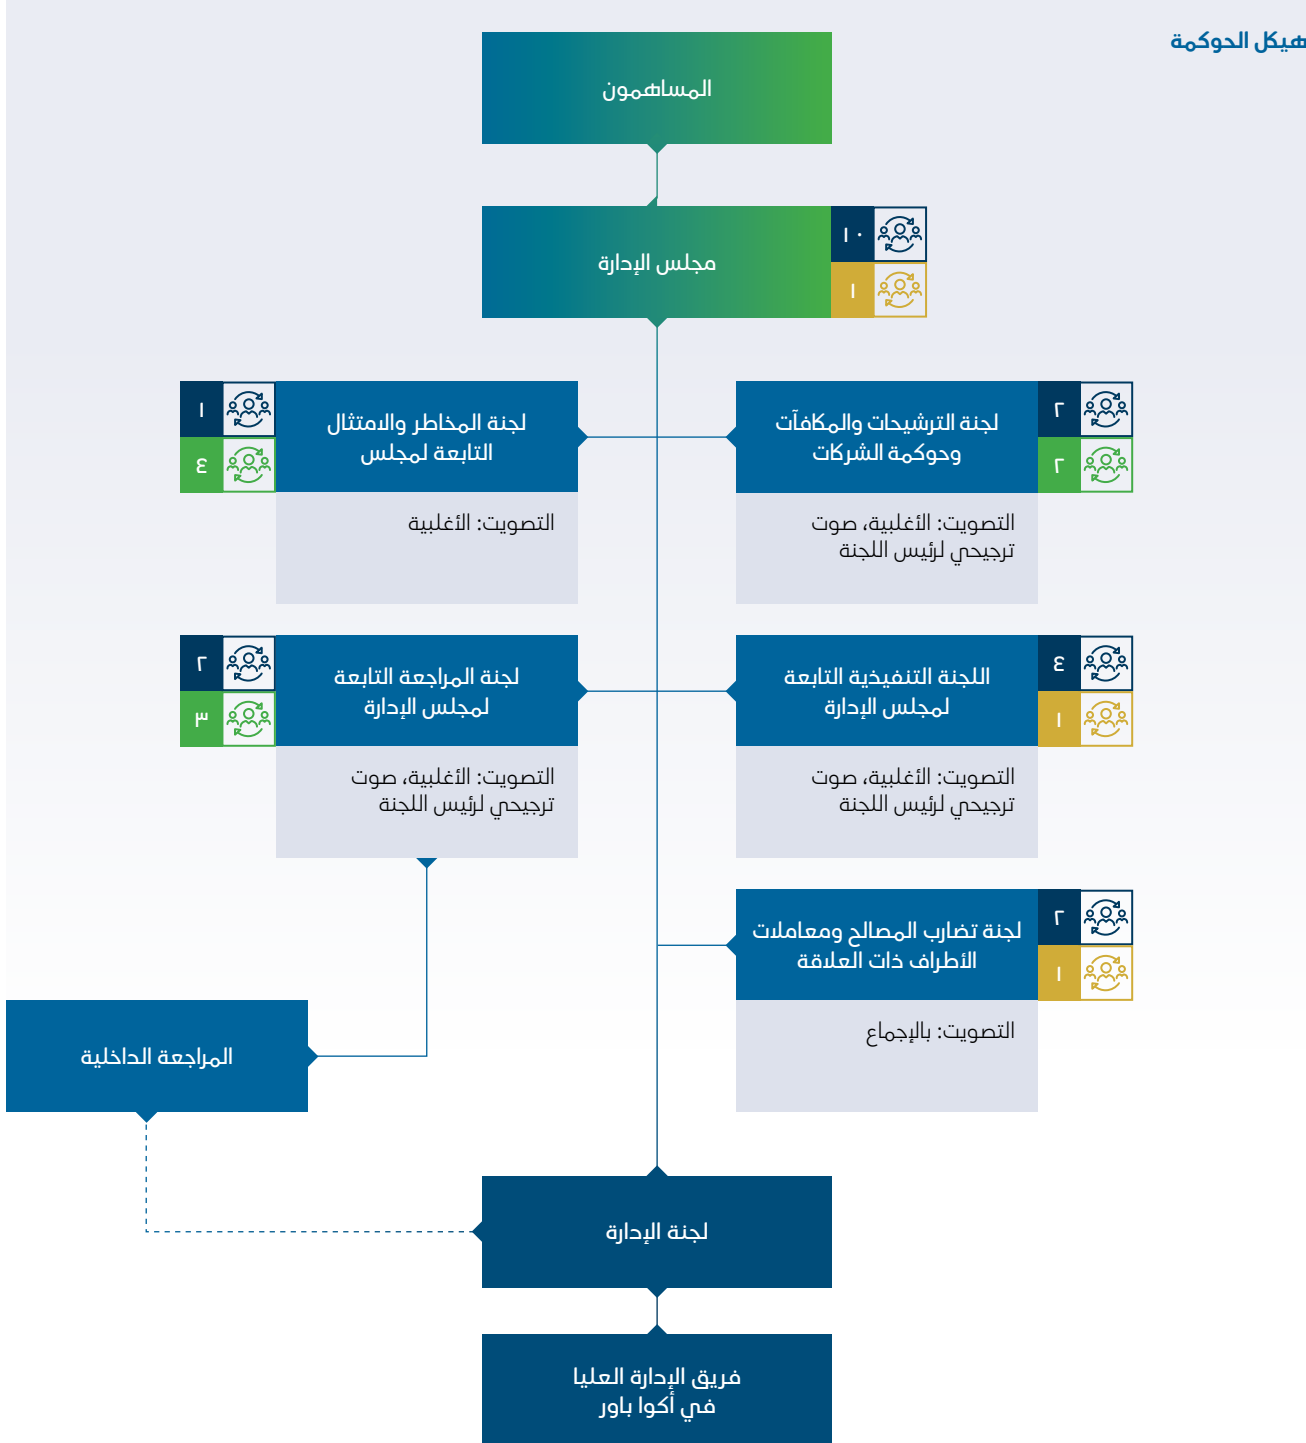 هيكل الحوكمة
المساهمون
مجلس الإدارة
١٠
١
لجنة الترشيحات والمكافآت
وحوكمة الشركات
٢
٢
التصويت: الأغلبية، صوت
ترجيحي لرئيس اللجنة
لجنة المخاطر والامتثال
التابعة لمجلس
١
٤
التصويت: الأغلبية
اللجنة التنفيذية التابعة
لمجلس الإدارة
٤
١
التصويت: الأغلبية، صوت
ترجيحي لرئيس اللجنة
لجنة المراجعة التابعة
لمجلس الإدارة
٢
٣
التصويت: الأغلبية، صوت
ترجيحي لرئيس اللجنة
لجنة تضارب المصالح ومعاملات
الأطراف ذات العلاقة
٢
١
التصويت: بالإجماع
المراجعة الداخلية
لجنة الإدارة
فريق الإدارة العليا
في أكوا باور